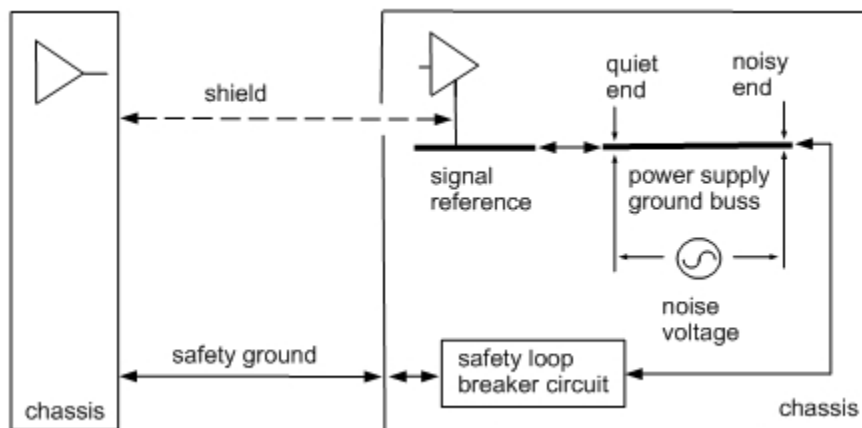 shield
quiet
end
noisy
end
signal
reference
power supply
ground buss
noise
voltage
safety ground
safety loop
breaker circuit
chassis
chassis